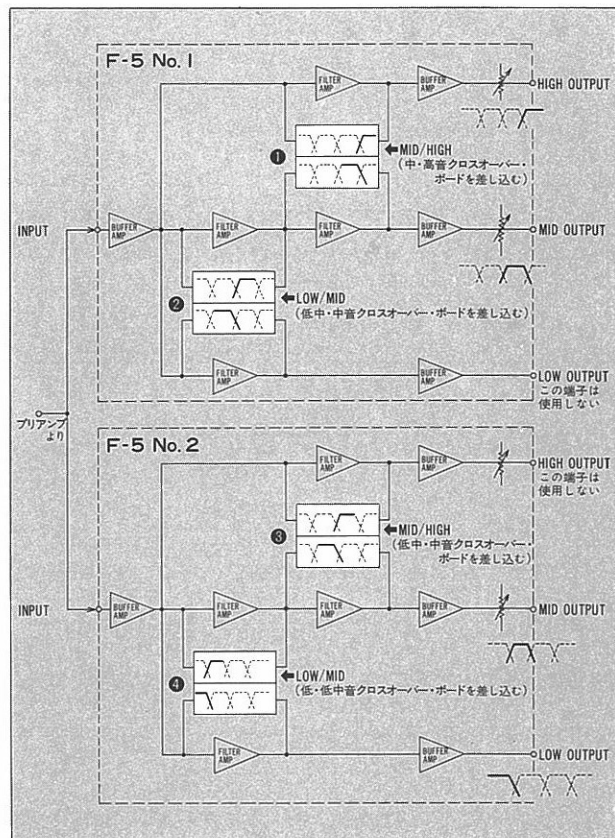 F-5 No.1
FILTER AMP
BUFFER AMP
HIGH OUTPUT
❶
MID/HIGH
(中・高音クロスオーバー・
ボードを差し込む)
INPUT
BUFFER AMP
FILTER AMP
FILTER AMP
BUFFER AMP
MID OUTPUT
❷
LOW/MID
(低中・中音クロスオーバー・ボードを差し込む)
FILTER AMP
BUFFER AMP
LOW OUTPUT
この端子は
使用しない
プリアンプ
より
F-5 No.2
FILTER AMP
BUFFER AMP
HIGH OUTPUT
この端子は
使用しない
❸
MID/HIGH
(低中・中音クロスオーバー・
ボードを差し込む)
INPUT
BUFFER AMP
FILTER AMP
FILTER AMP
BUFFER AMP
MID OUTPUT
❹
LOW/MID
(低・低中音クロスオーバー・ボードを差し込む)
FILTER AMP
BUFFER AMP
LOW OUTPUT